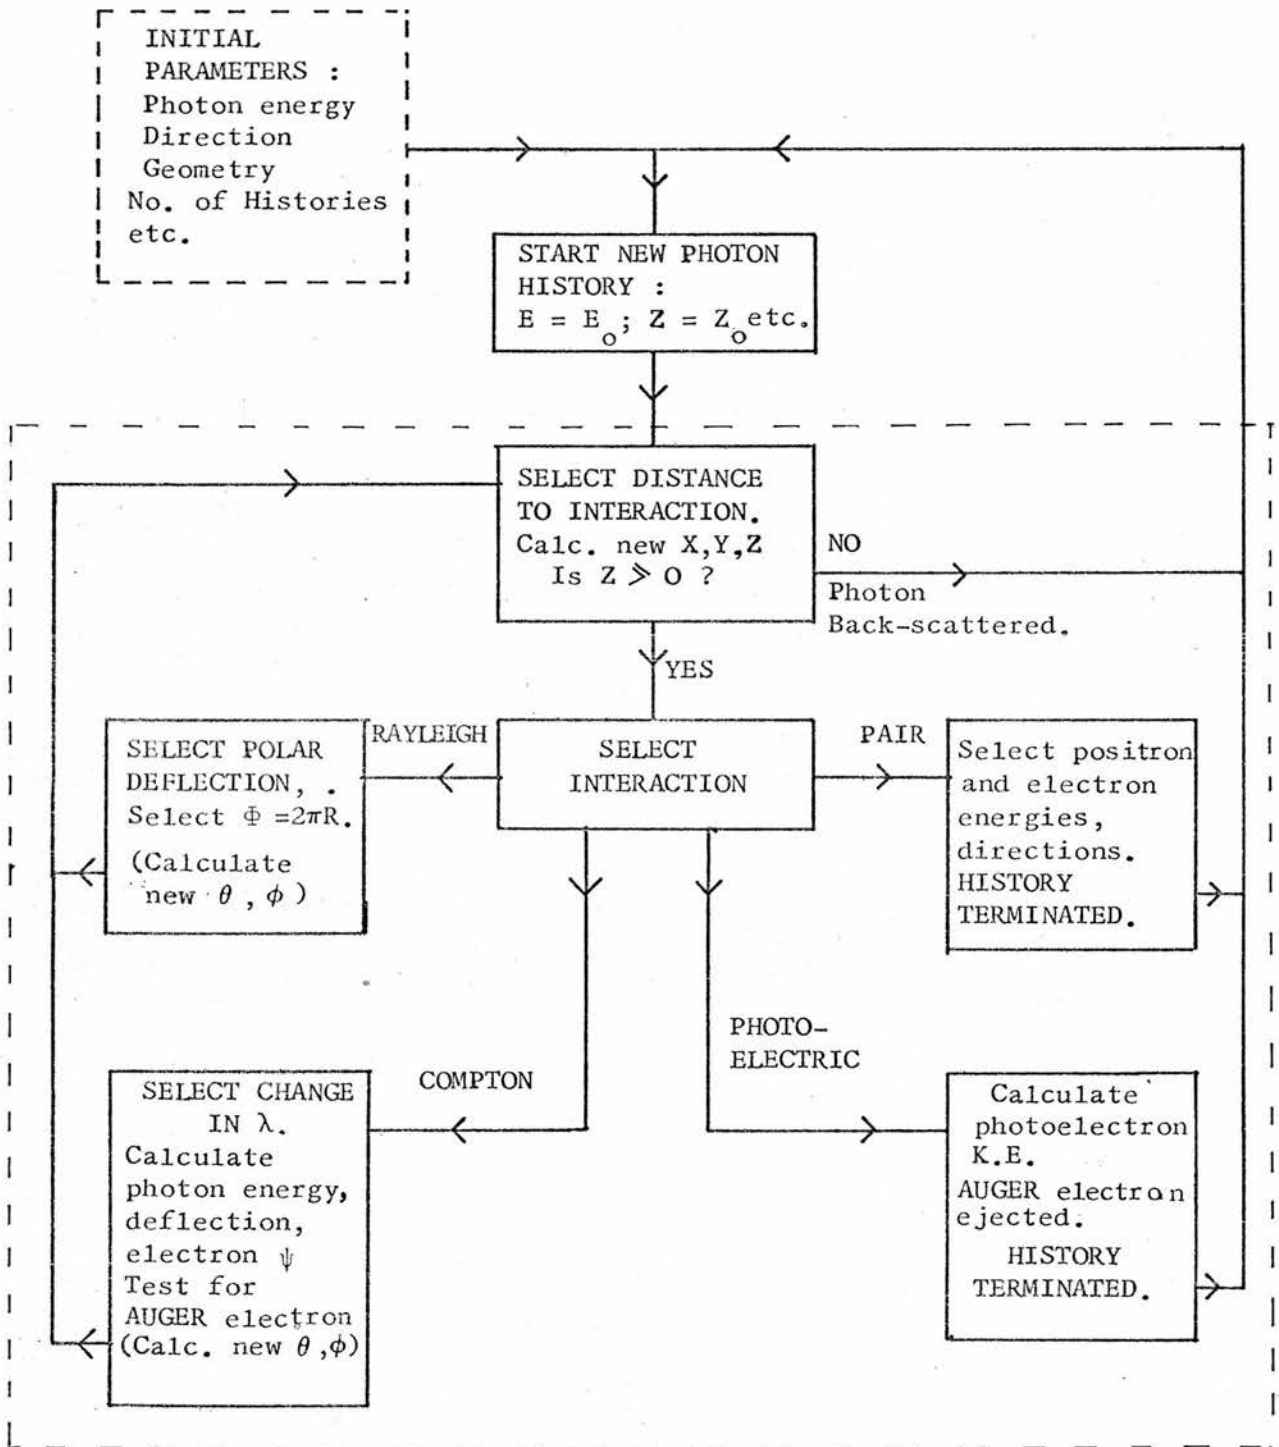 INITIAL
PARAMETERS :
Photon energy
Direction
Geometry
No. of Histories
etc.
START NEW PHOTON
HISTORY :
E = E₀; Z = Z₀ etc.
SELECT DISTANCE
TO INTERACTION.
Calc. new X,Y,Z
Is Z ⩾ O ?
NO
Photon
Back-scattered.
YES
RAYLEIGH
SELECT POLAR
DEFLECTION, .
Select Φ =2πR.
(Calculate
new θ , φ )
SELECT
INTERACTION
PAIR
Select positron
and electron
energies,
directions.
HISTORY
TERMINATED.
COMPTON
SELECT CHANGE
IN λ.
Calculate
photon energy,
deflection,
electron ψ
Test for
AUGER electron
(Calc. new θ ,φ)
PHOTO-
ELECTRIC
Calculate
photoelectron
K.E.
AUGER electron
ejected.
HISTORY
TERMINATED.